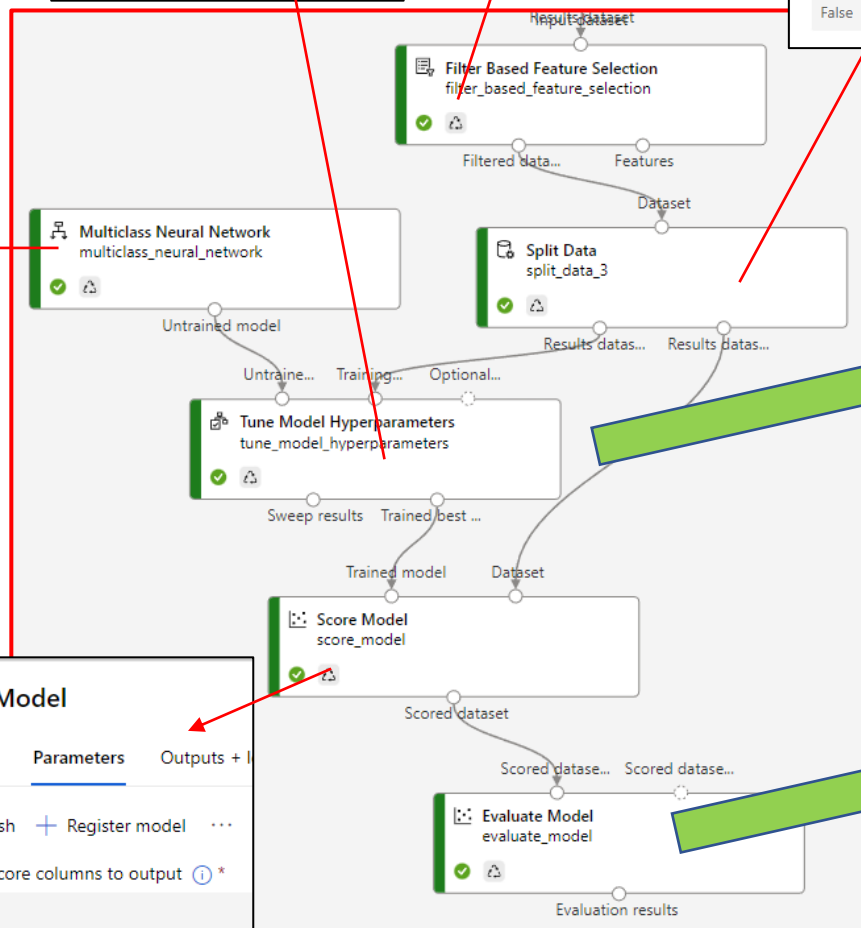 False
Results dataset
Input dataset
Filter Based Feature Selection
filter_based_feature_selection
Filtered data...
Features
Dataset
Multiclass Neural Network
multiclass_neural_network
Split Data
split_data_3
Untrained model
Results datas...
Results datas...
Untraine...
Training...
Optional...
Tune Model Hyperparameters
tune_model_hyperparameters
Sweep results
Trained best ...
Trained model
Dataset
Score Model
score_model
Scored dataset
Model
Parameters
Outputs + l
sh
Register model
...
core columns to output
*
Scored datase...
Scored datase...
Evaluate Model
evaluate_model
Evaluation results